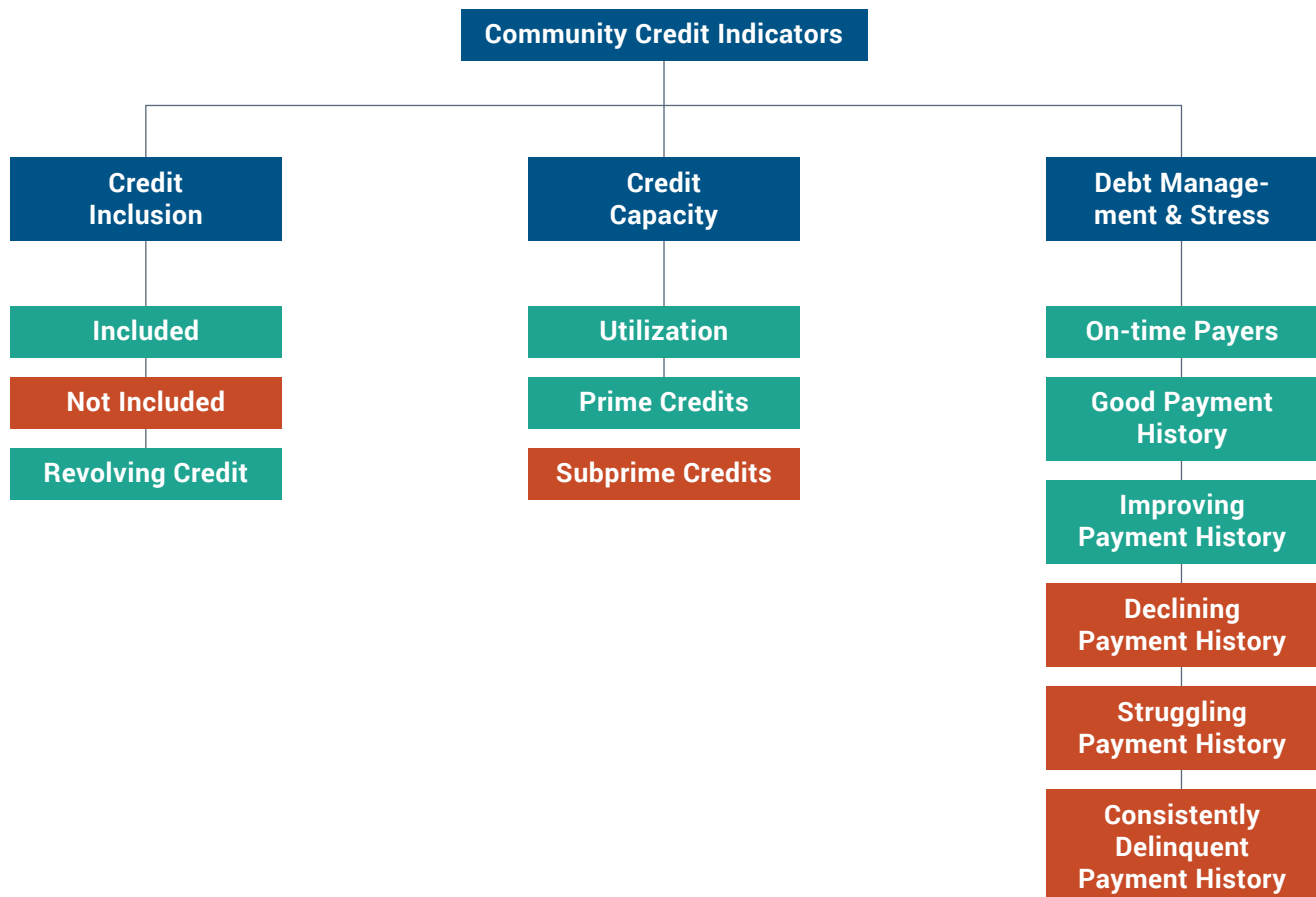 Community Credit Indicators
Credit
Inclusion
Included
Not Included
Revolving Credit
Credit
Capacity
Utilization
Prime Credits
Subprime Credits
Debt Manage-
ment & Stress
On-time Payers
Good Payment
History
Improving
Payment History
Declining
Payment History
Struggling
Payment History
Consistently
Delinquent
Payment History